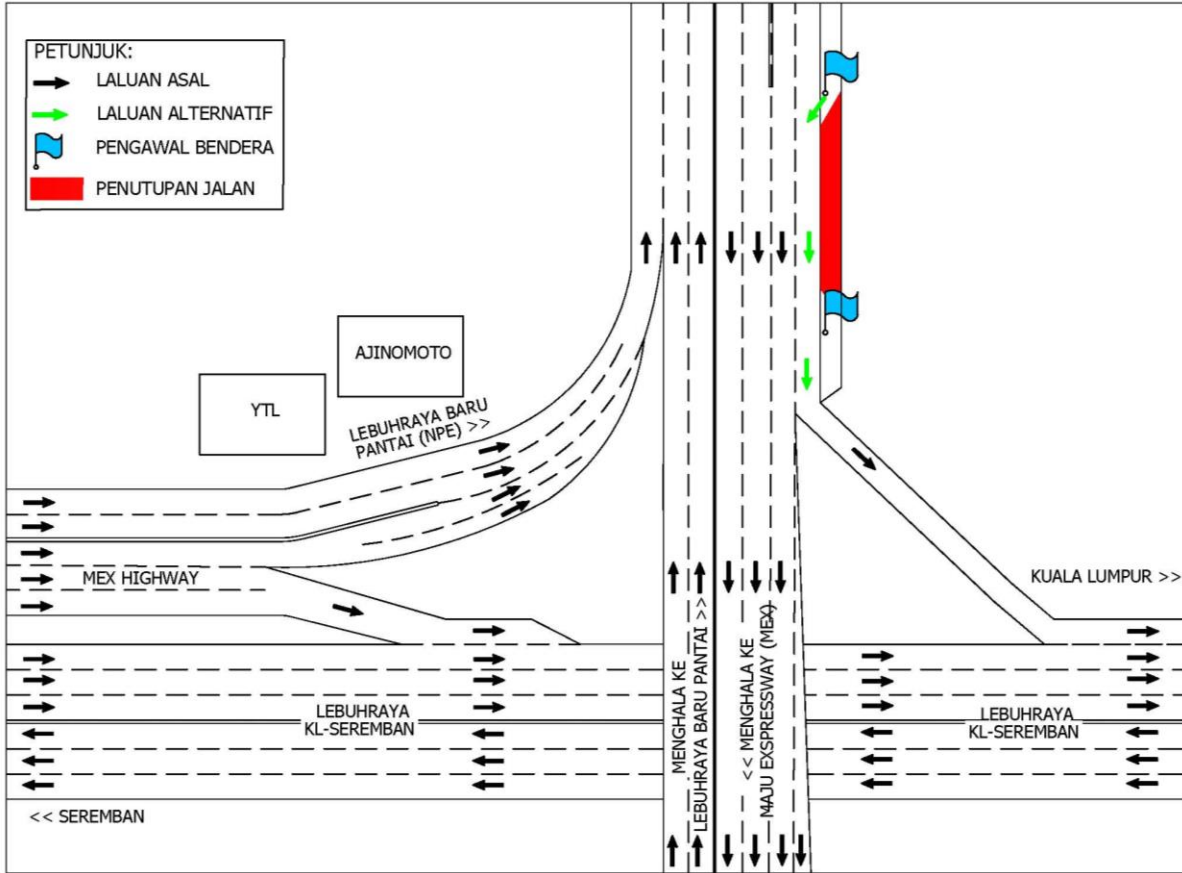 PETUNJUK:
LALUAN ASAL
LALUAN ALTERNATIF
PENGAWAL BENDERA
PENUTUPAN JALAN
AJINOMOTO
YTL
LEBUHRAYA BARU
PANTAI (NPE) >>
MEX HIGHWAY
KUALA LUMPUR >>
MENGHALA KE
LEBUHRAYA BARU PANTAI >>
<< MENGHALA KE
MAJU EXSPRESSWAY (MEX)
LEBUHRAYA
KL-SEREMBAN
LEBUHRAYA
KL-SEREMBAN
<< SEREMBAN